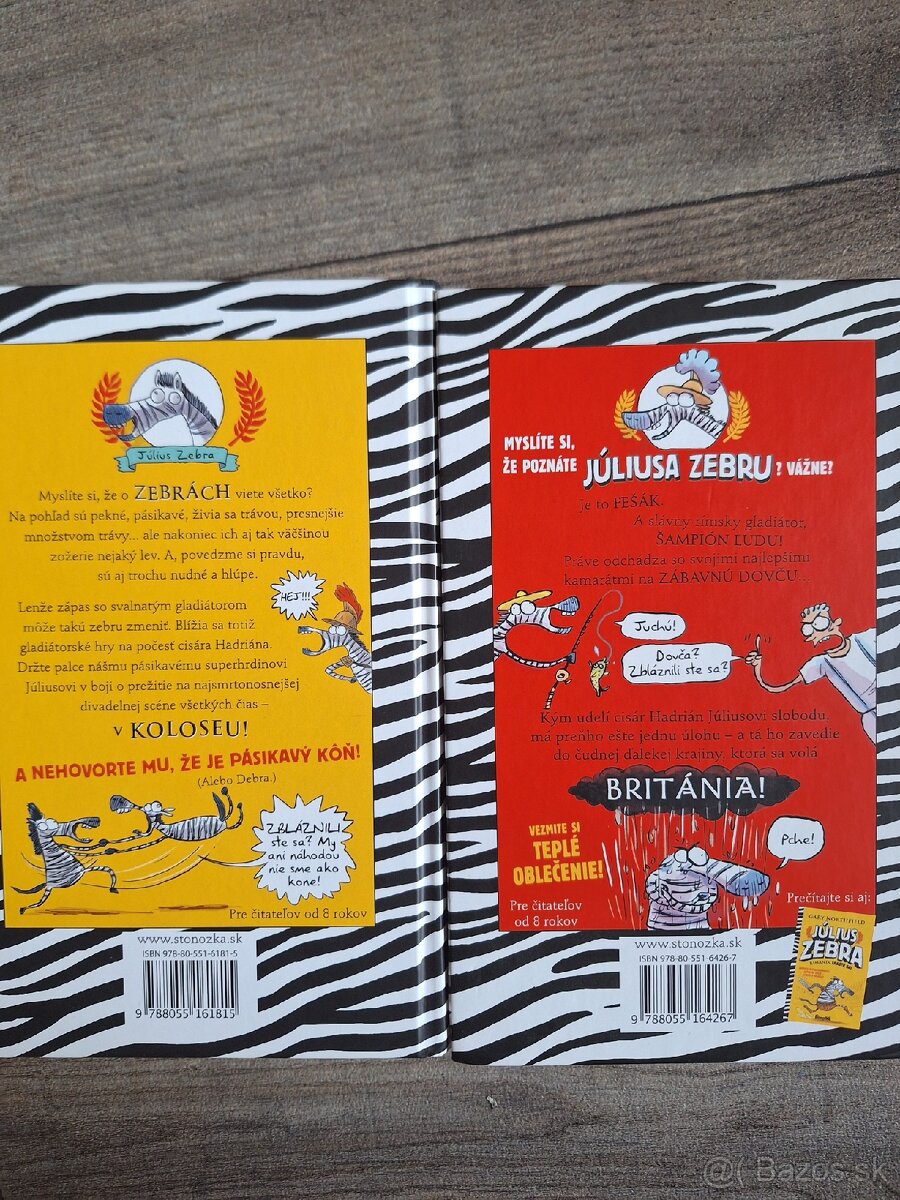 Július Zebra
Myslíte si, že o ZEBRÁCH viete všetko?
Na pohľad sú pekné, pásikavé, živia sa trávou, presnejšie
množstvom trávy... ale nakoniec ich aj tak väčšinou
zožerie nejaký lev. A, povedzme si pravdu,
sú aj trochu nudné a hlúpe.
HEJ!!!
Lenže zápas so svalnatým gladiátorom
môže takú zebru zmeniť. Blížia sa totiž
gladiátorské hry na počesť cisára Hadriána.
Držte palce nášmu pásikavému superhrdinovi
Júliusovi v boji o prežitie na najsmrtonosnejšej
divadelnej scéne všetkých čias –
v KOLOSEU!
A NEHOVORTE MU, ŽE JE PÁSIKAVÝ KÔŇ!
(Alebo Debra.)
ZBLÁZNILI
ste sa? My
ani náhodou
nie sme ako
kone!
Pre čitateľov od 8 rokov
www.stonozka.sk
ISBN 978-80-551-6181-5
9 788055 161815
MYSLÍTE SI,
ŽE POZNÁTE JÚLIUSA ZEBRU? VÁŽNE?
Je to FEŠÁK.
A slávny rímsky gladiátor,
ŠAMPIÓN ĽUDU!
Práve odchádza so svojimi najlepšími
kamarátmi na ZÁBAVNÚ DOVČU...
Juchú!
Dovča?
Zbláznili ste sa?
Kým udelí cisár Hadrián Júliusovi slobodu,
má preňho ešte jednu úlohu – a tá ho zavedie
do čudnej ďalekej krajiny, ktorá sa volá
BRITÁNIA!
VEZMITE SI
TEPLÉ
OBLEČENIE!
Pche!
Pre čitateľov
od 8 rokov
Prečítajte si aj:
GARY NORTHFIELD
JÚLIUS
ZEBRA
www.stonozka.sk
ISBN 978-80-551-6426-7
9 788055 164267
@( Bazos.sk